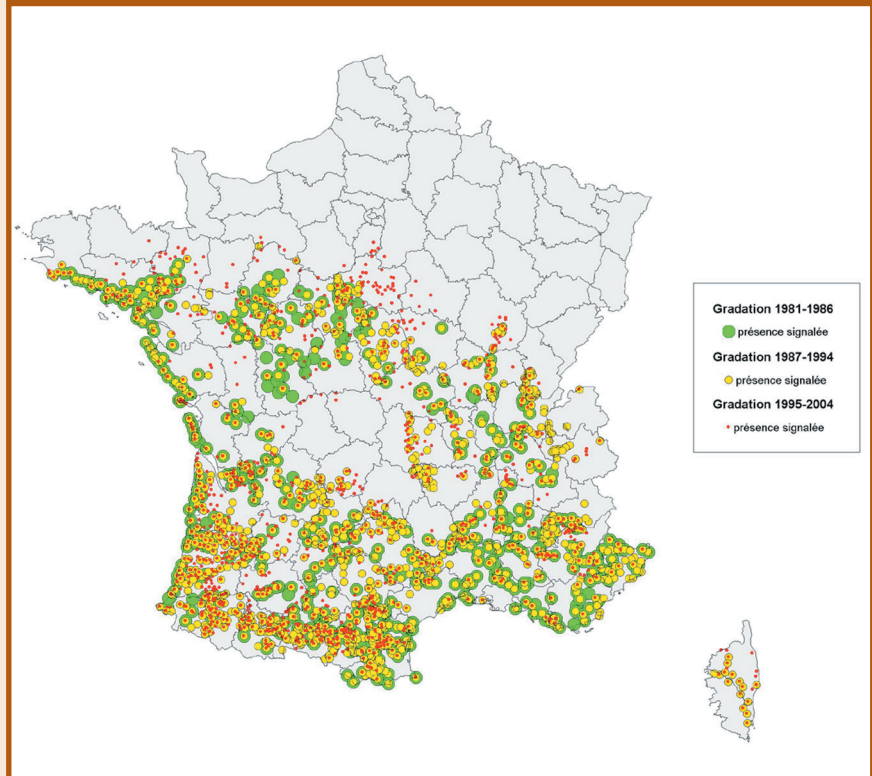 Gradation 1981-1986
présence signalée
Gradation 1987-1994
présence signalée
Gradation 1995-2004
présence signalée